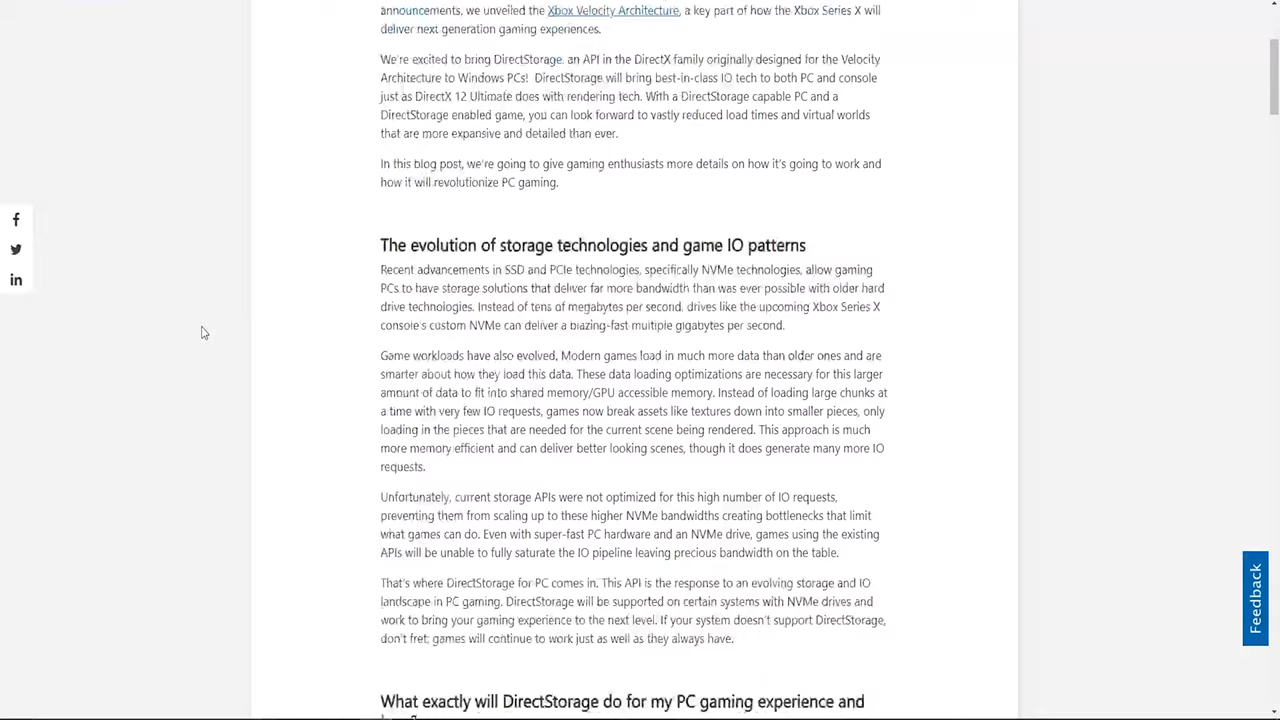 announcements, we unveiled the Xbox Velocity Architecture, a key part of how the Xbox Series X will
deliver next generation gaming experiences.
We're excited to bring DirectStorage, an API in the DirectX family originally designed for the Velocity
Architecture to Windows PCs! DirectStorage will bring best-in-class IO tech to both PC and console
just as DirectX 12 Ultimate does with rendering tech. With a DirectStorage capable PC and a
DirectStorage enabled game, you can look forward to vastly reduced load times and virtual worlds
that are more expansive and detailed than ever.
In this blog post, we're going to give gaming enthusiasts more details on how it's going to work and
how it will revolutionize PC gaming.
The evolution of storage technologies and game IO patterns
Recent advancements in SSD and PCIe technologies, specifically NVMe technologies, allow gaming
PCs to have storage solutions that deliver far more bandwidth than was ever possible with older hard
drive technologies. Instead of tens of megabytes per second, drives like the upcoming Xbox Series X
console's custom NVMe can deliver a blazing-fast multiple gigabytes per second.
Game workloads have also evolved. Modern games load in much more data than older ones and are
smarter about how they load this data. These data loading optimizations are necessary for this larger
amount of data to fit into shared memory/GPU accessible memory. Instead of loading large chunks at
a time with very few IO requests, games now break assets like textures down into smaller pieces, only
loading in the pieces that are needed for the current scene being rendered. This approach is much
more memory efficient and can deliver better looking scenes, though it does generate many more IO
requests.
Unfortunately, current storage APIs were not optimized for this high number of IO requests,
preventing them from scaling up to these higher NVMe bandwidths creating bottlenecks that limit
what games can do. Even with super-fast PC hardware and an NVMe drive, games using the existing
APIs will be unable to fully saturate the IO pipeline leaving precious bandwidth on the table.
That's where DirectStorage for PC comes in. This API is the response to an evolving storage and IO
landscape in PC gaming. DirectStorage will be supported on certain systems with NVMe drives and
work to bring your gaming experience to the next level. If your system doesn't support DirectStorage,
don't fret; games will continue to work just as well as they always have.
What exactly will DirectStorage do for my PC gaming experience and
Feedback